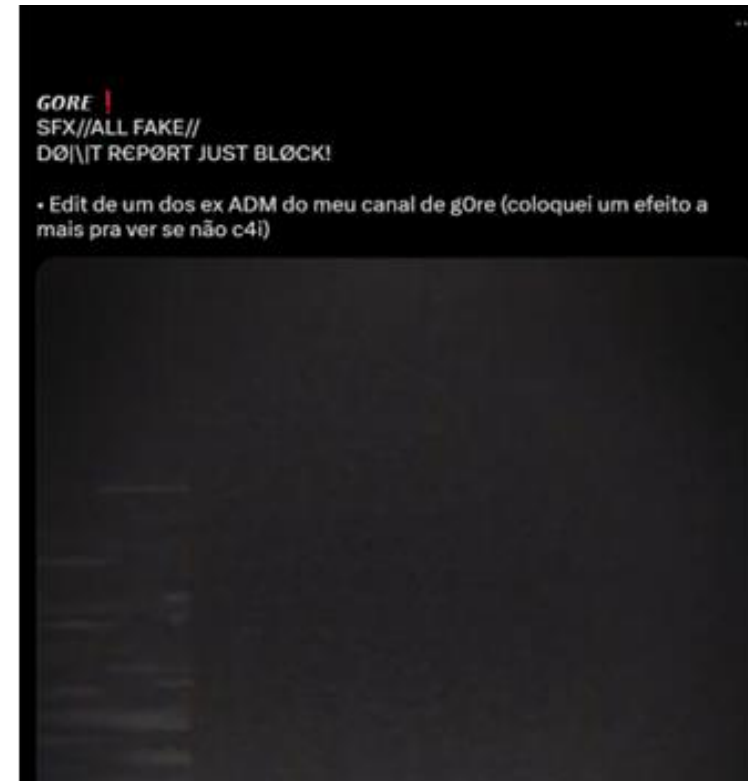 GORE❗
SFX//ALL FAKE//
DØ|\|T R€PØRT JUST BLØCK!
• Edit de um dos ex ADM do meu canal de g0re (coloquei um efeito a
mais pra ver se não c4i)